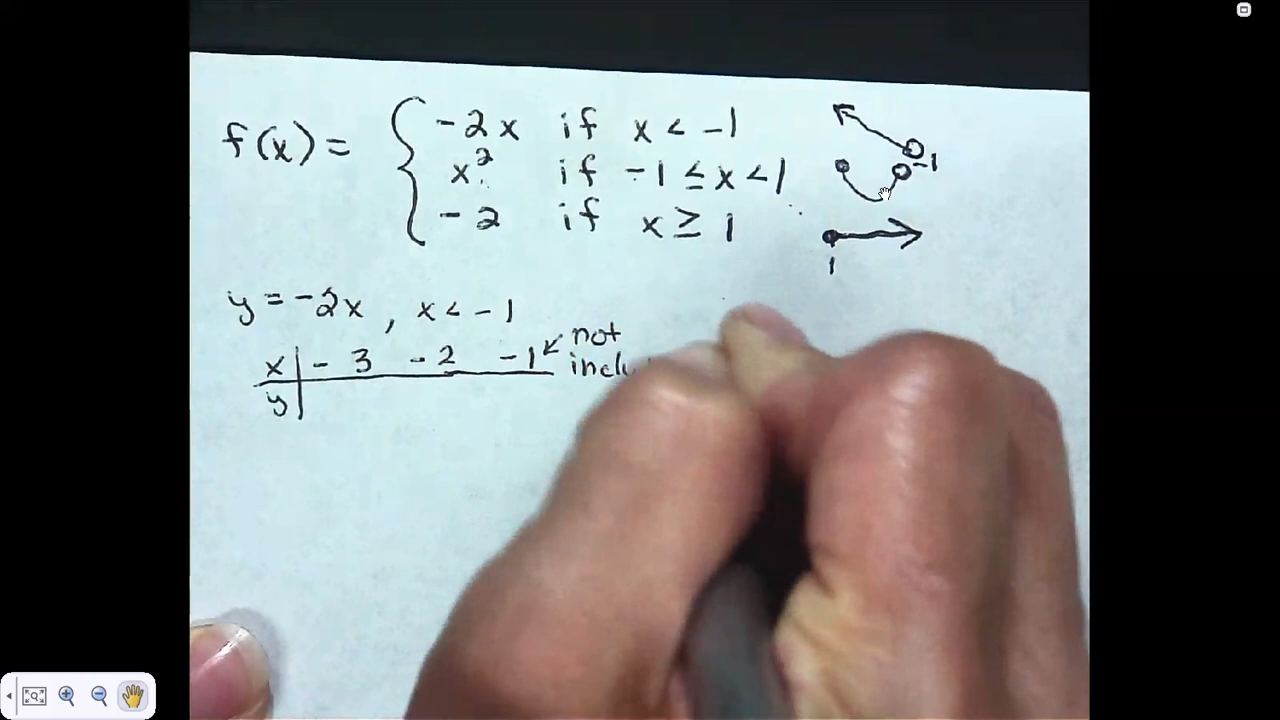 f(x) = { -2x if x < -1
x² if -1 ≤ x < 1
-2 if x ≥ 1
-1
1
y = -2x , x < -1
x | -3 -2 -1 ↙ not
y |